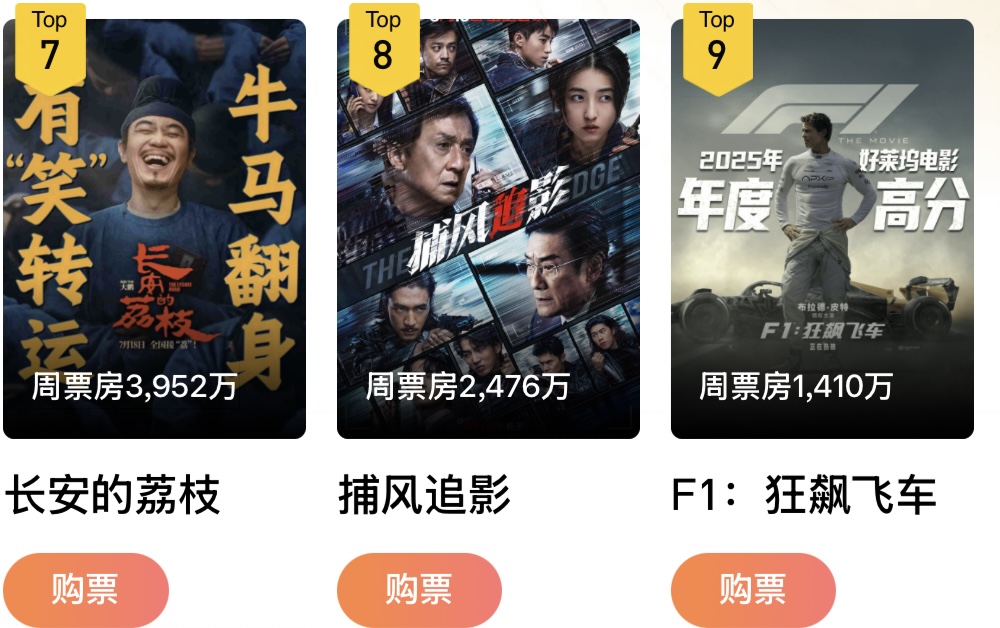 Top
7
有
“笑”
转
运
牛
马
翻
身
长安的荔枝
大鹏
7月18日 全国接“荔”!
周票房3,952万
长安的荔枝
购票
Top
8
捕风追影
THE
EDGE
周票房2,476万
捕风追影
购票
Top
9
F1
THE MOVIE
2025年
好莱坞电影
年度
高分
APXGP
布拉德·皮特
F1:狂飙飞车
正在热映
周票房1,410万
F1：狂飙飞车
购票